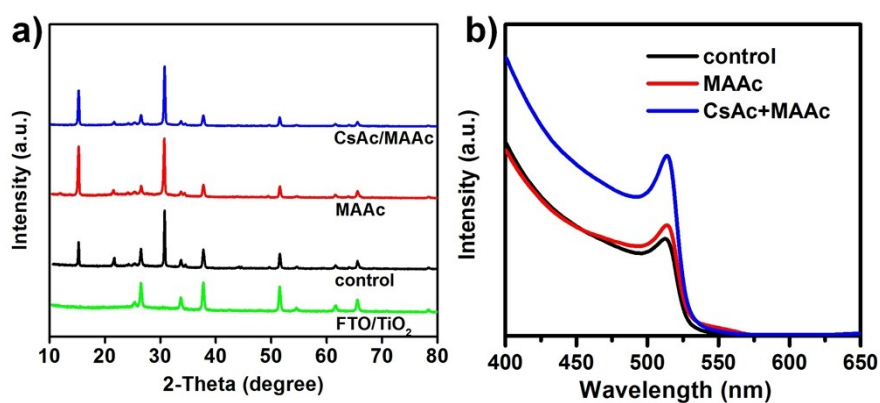 a)
Intensity (a.u.)
CsAc/MAAc
MAAc
control
FTO/TiO₂
10 20 30 40 50 60 70 80
2-Theta (degree)
b)
Intensity (a.u.)
control
MAAc
CsAc+MAAc
400 450 500 550 600 650
Wavelength (nm)